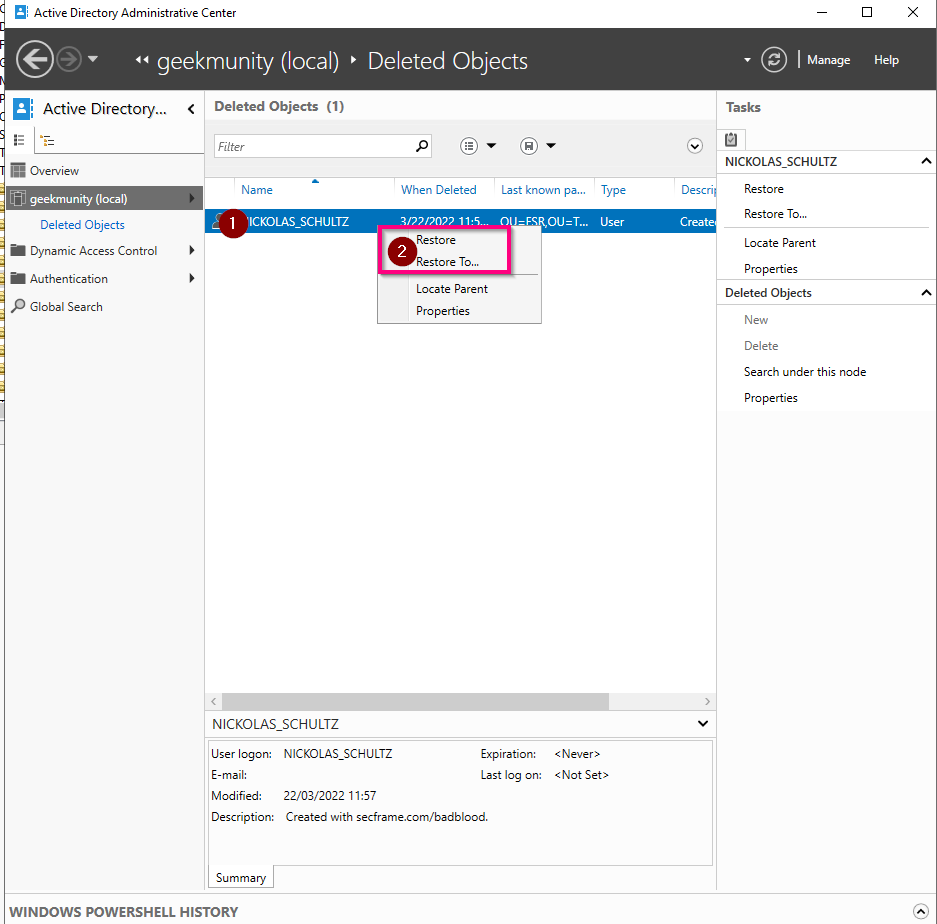 Active Directory Administrative Center
geekmunity (local) Deleted Objects
Manage
Help
Active Directory...
Overview
geekmunity (local)
Deleted Objects
Dynamic Access Control
Authentication
Global Search
Deleted Objects (1)
Filter
Name When Deleted Last known pa... Type Descrip
1 NICKOLAS_SCHULTZ 3/22/2022 11:5... OU=ESR,OU=T... User Create
2
Restore
Restore To...
Locate Parent
Properties
Tasks
NICKOLAS_SCHULTZ
Restore
Restore To...
Locate Parent
Properties
Deleted Objects
New
Delete
Search under this node
Properties
NICKOLAS_SCHULTZ
User logon: NICKOLAS_SCHULTZ Expiration: <Never>
E-mail: Last log on: <Not Set>
Modified: 22/03/2022 11:57
Description: Created with secframe.com/badblood.
Summary
WINDOWS POWERSHELL HISTORY